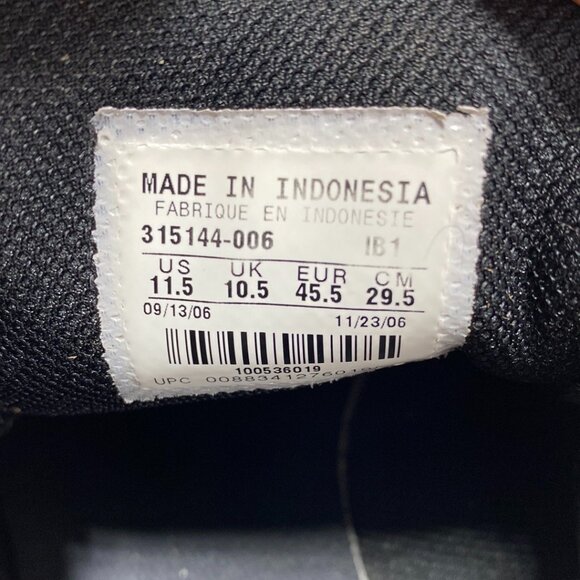 MADE IN INDONESIA
FABRIQUE EN INDONESIE
315144-006 IB1
US UK EUR CM
11.5 10.5 45.5 29.5
09/13/06 11/23/06
100536019
UPC